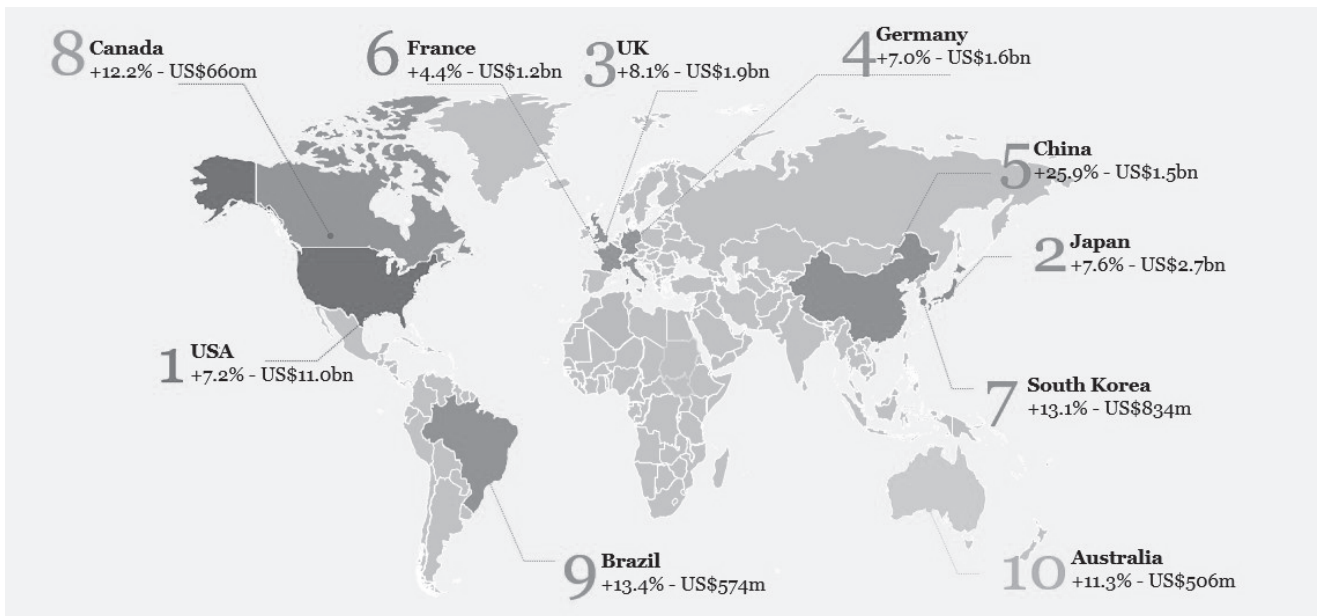 8 Canada
+12.2% - US$660m
6 France
+4.4% - US$1.2bn
3 UK
+8.1% - US$1.9bn
4 Germany
+7.0% - US$1.6bn
5 China
+25.9% - US$1.5bn
2 Japan
+7.6% - US$2.7bn
1 USA
+7.2% - US$11.0bn
7 South Korea
+13.1% - US$834m
9 Brazil
+13.4% - US$574m
10 Australia
+11.3% - US$506m